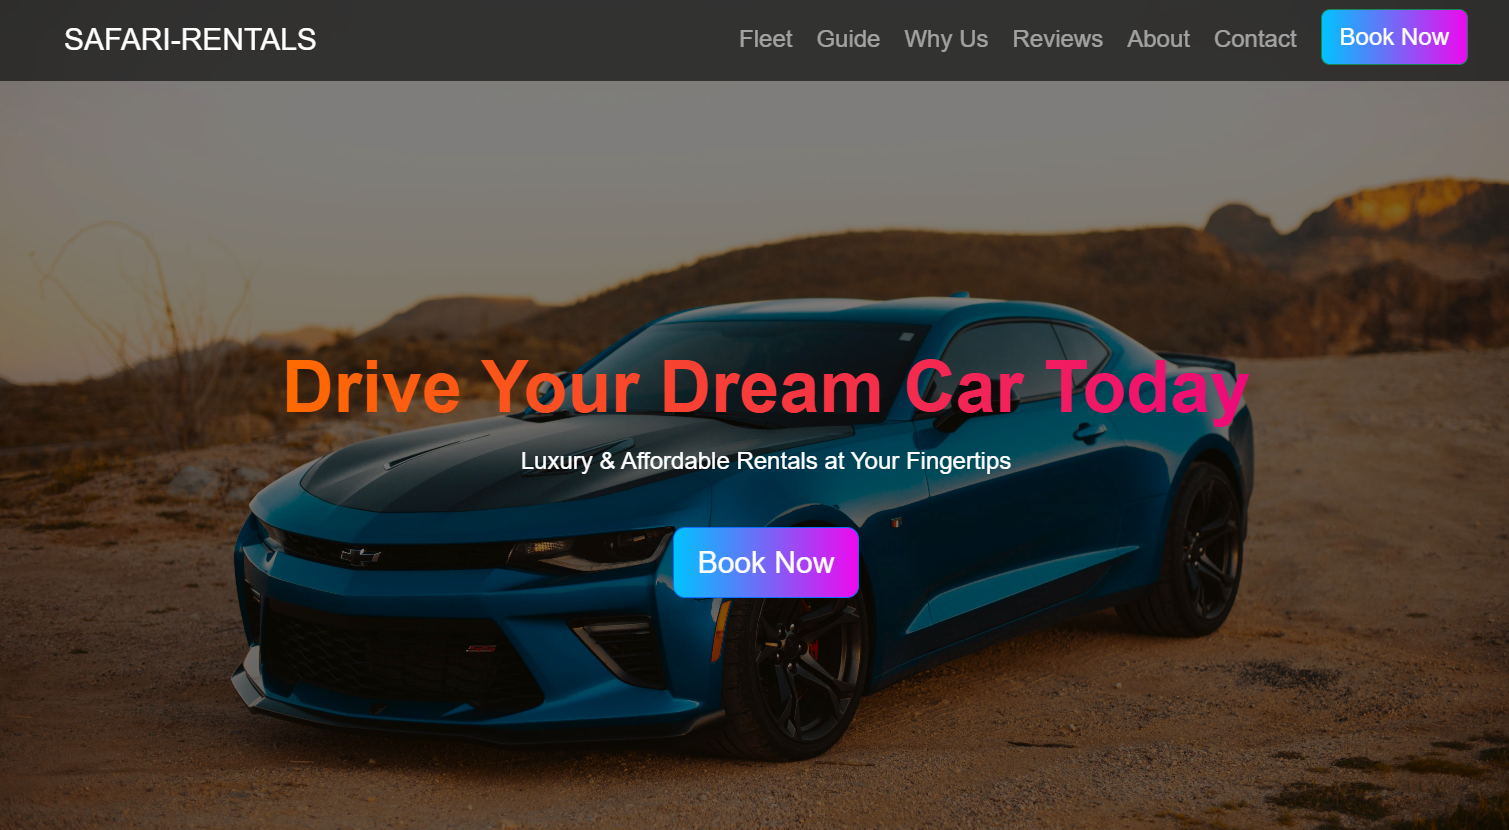 SAFARI-RENTALS
Fleet Guide Why Us Reviews About Contact Book Now
Drive Your Dream Car Today
Luxury & Affordable Rentals at Your Fingertips
Book Now
SS